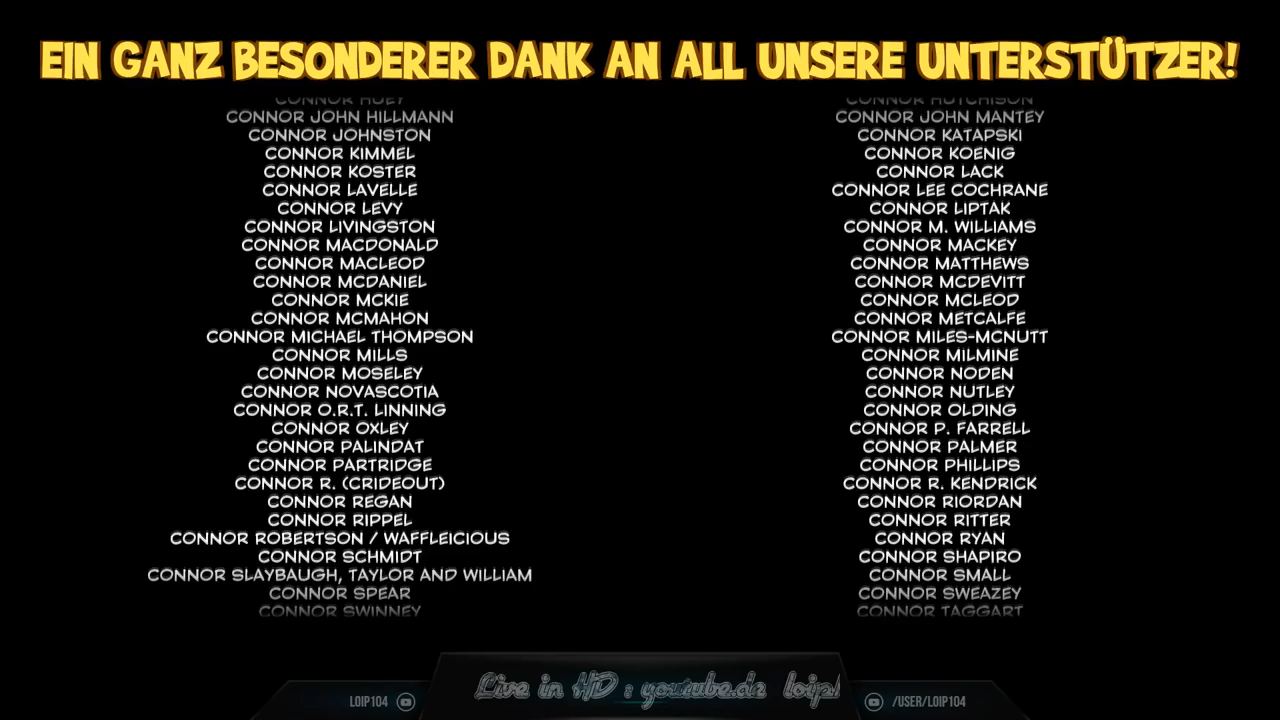 EIN GANZ BESONDERER DANK AN ALL UNSERE UNTERSTÜTZER!
CONNOR HUEY
CONNOR HUTCHISON
CONNOR JOHN HILLMANN
CONNOR JOHN MANTEY
CONNOR JOHNSTON
CONNOR KATAPSKI
CONNOR KIMMEL
CONNOR KOENIG
CONNOR KOSTER
CONNOR LACK
CONNOR LAVELLE
CONNOR LEE COCHRANE
CONNOR LEVY
CONNOR LIPTAK
CONNOR LIVINGSTON
CONNOR M. WILLIAMS
CONNOR MACDONALD
CONNOR MACKEY
CONNOR MACLEOD
CONNOR MATTHEWS
CONNOR MCDANIEL
CONNOR MCDEVITT
CONNOR MCKIE
CONNOR MCLEOD
CONNOR MCMAHON
CONNOR METCALFE
CONNOR MICHAEL THOMPSON
CONNOR MILES-MCNUTT
CONNOR MILLS
CONNOR MILMINE
CONNOR MOSELEY
CONNOR NODEN
CONNOR NOVASCOTIA
CONNOR NUTLEY
CONNOR O.R.T. LINNING
CONNOR OLDING
CONNOR OXLEY
CONNOR P. FARRELL
CONNOR PALINDAT
CONNOR PALMER
CONNOR PARTRIDGE
CONNOR PHILLIPS
CONNOR R. (CRIDEOUT)
CONNOR R. KENDRICK
CONNOR REGAN
CONNOR RIORDAN
CONNOR RIPPEL
CONNOR RITTER
CONNOR ROBERTSON / WAFFLEICIOUS
CONNOR RYAN
CONNOR SCHMIDT
CONNOR SHAPIRO
CONNOR SLAYBAUGH, TAYLOR AND WILLIAM
CONNOR SMALL
CONNOR SPEAR
CONNOR SWEAZEY
CONNOR SWINNEY
CONNOR TAGGART
Live in HD : youtube.de loip1
LOIP104
/USER/LOIP104